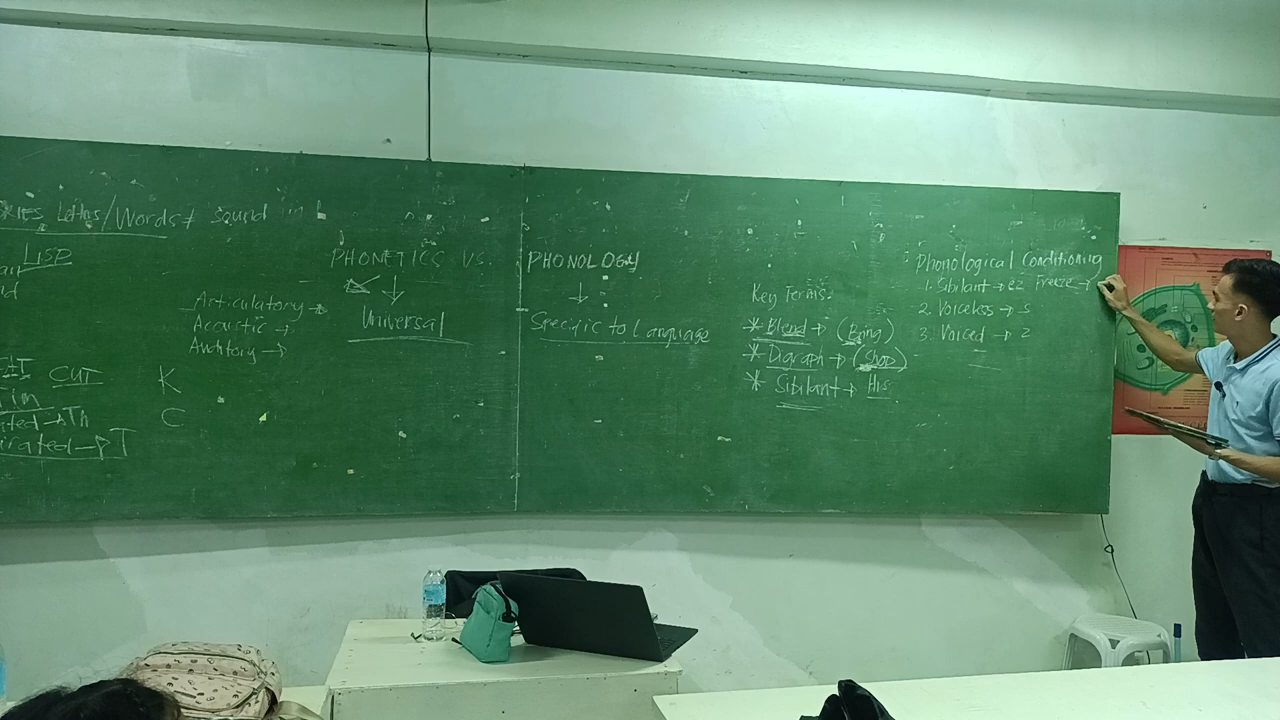 Letters/Words ≠ Sound
LISP
CUT K
C
→Th
→T
PHONETICS VS. PHONOLOGY
↓ ↓
Universal Specific to Language
Articulatory →
Acoustic →
Auditory →
Key Terms:
* Blend → (Bring)
* Digraph → (Shop)
* Sibilant → His
Phonological Conditioning
1. Sibilant → ez Freeze →
2. Voiceless → s
3. Voiced → z